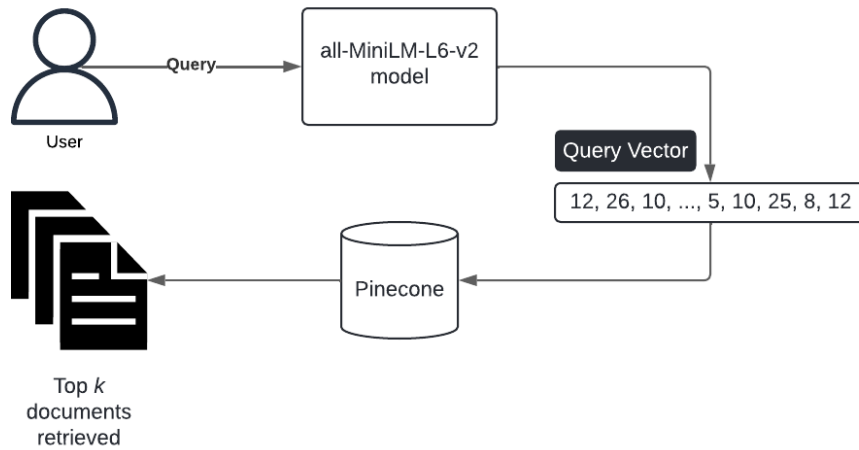 Query
all-MiniLM-L6-v2
model
User
Query Vector
12, 26, 10, ..., 5, 10, 25, 8, 12
Pinecone
Top k
documents
retrieved